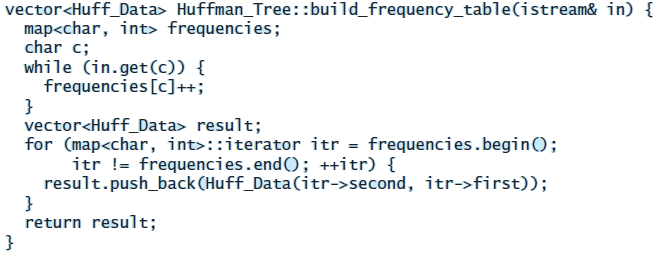 vector<Huff_Data> Huffman_Tree::build_frequency_table(istream& in) {
  map<char, int> frequencies;
  char c;
  while (in.get(c)) {
    frequencies[c]++;
  }
  vector<Huff_Data> result;
  for (map<char, int>::iterator itr = frequencies.begin();
       itr != frequencies.end(); ++itr) {
    result.push_back(Huff_Data(itr->second, itr->first));
  }
  return result;
}